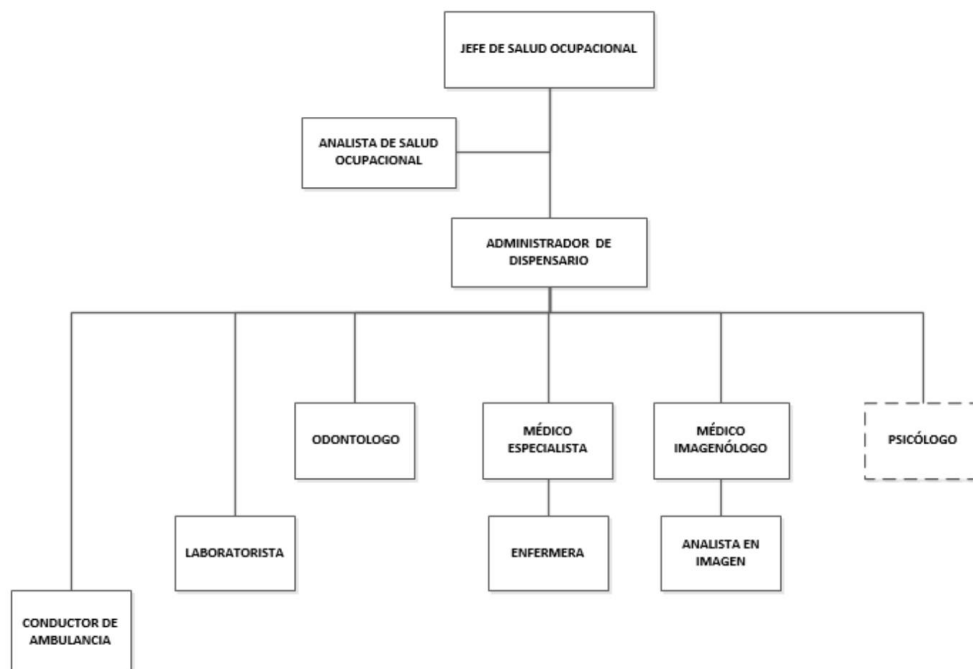 JEFE DE SALUD OCUPACIONAL
ANALISTA DE SALUD
OCUPACIONAL
ADMINISTRADOR DE
DISPENSARIO
ODONTOLOGO
MÉDICO
ESPECIALISTA
MÉDICO
IMAGENÓLOGO
PSICÓLOGO
LABORATORISTA
ENFERMERA
ANALISTA EN
IMAGEN
CONDUCTOR DE
AMBULANCIA